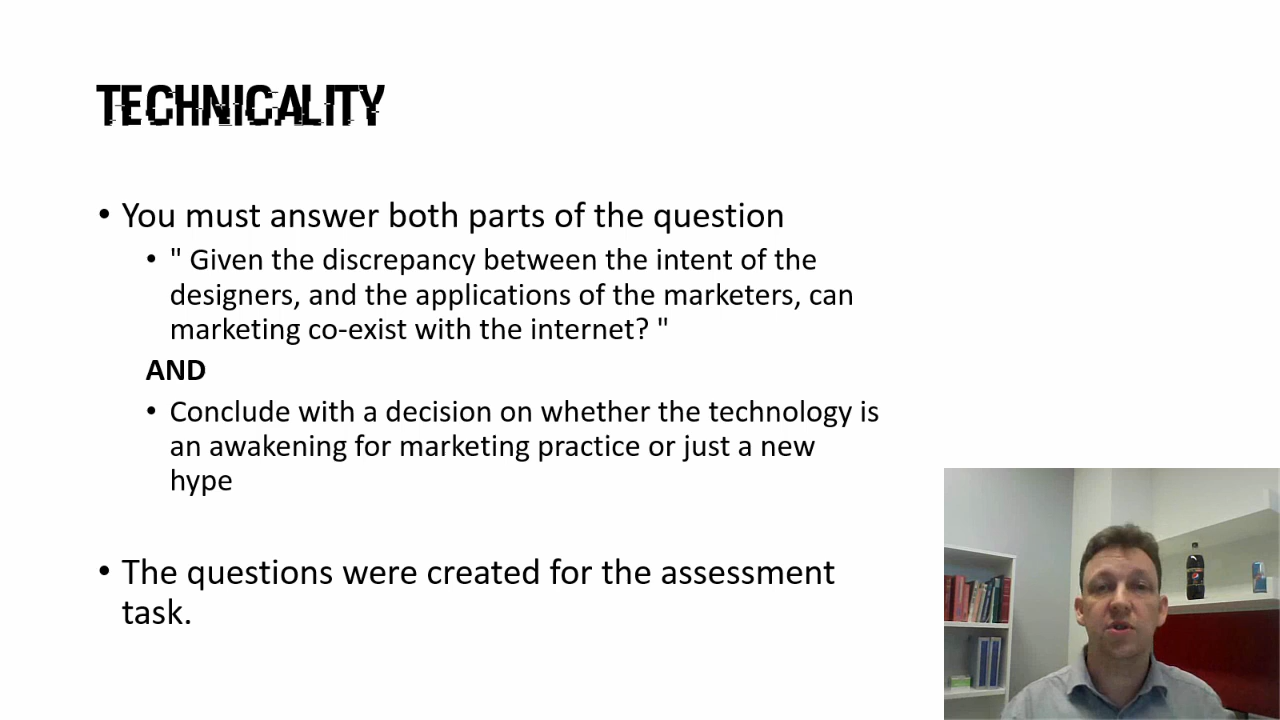 TECHNICALITY
• You must answer both parts of the question
• " Given the discrepancy between the intent of the
designers, and the applications of the marketers, can
marketing co-exist with the internet? "
AND
• Conclude with a decision on whether the technology is
an awakening for marketing practice or just a new
hype
• The questions were created for the assessment
task.